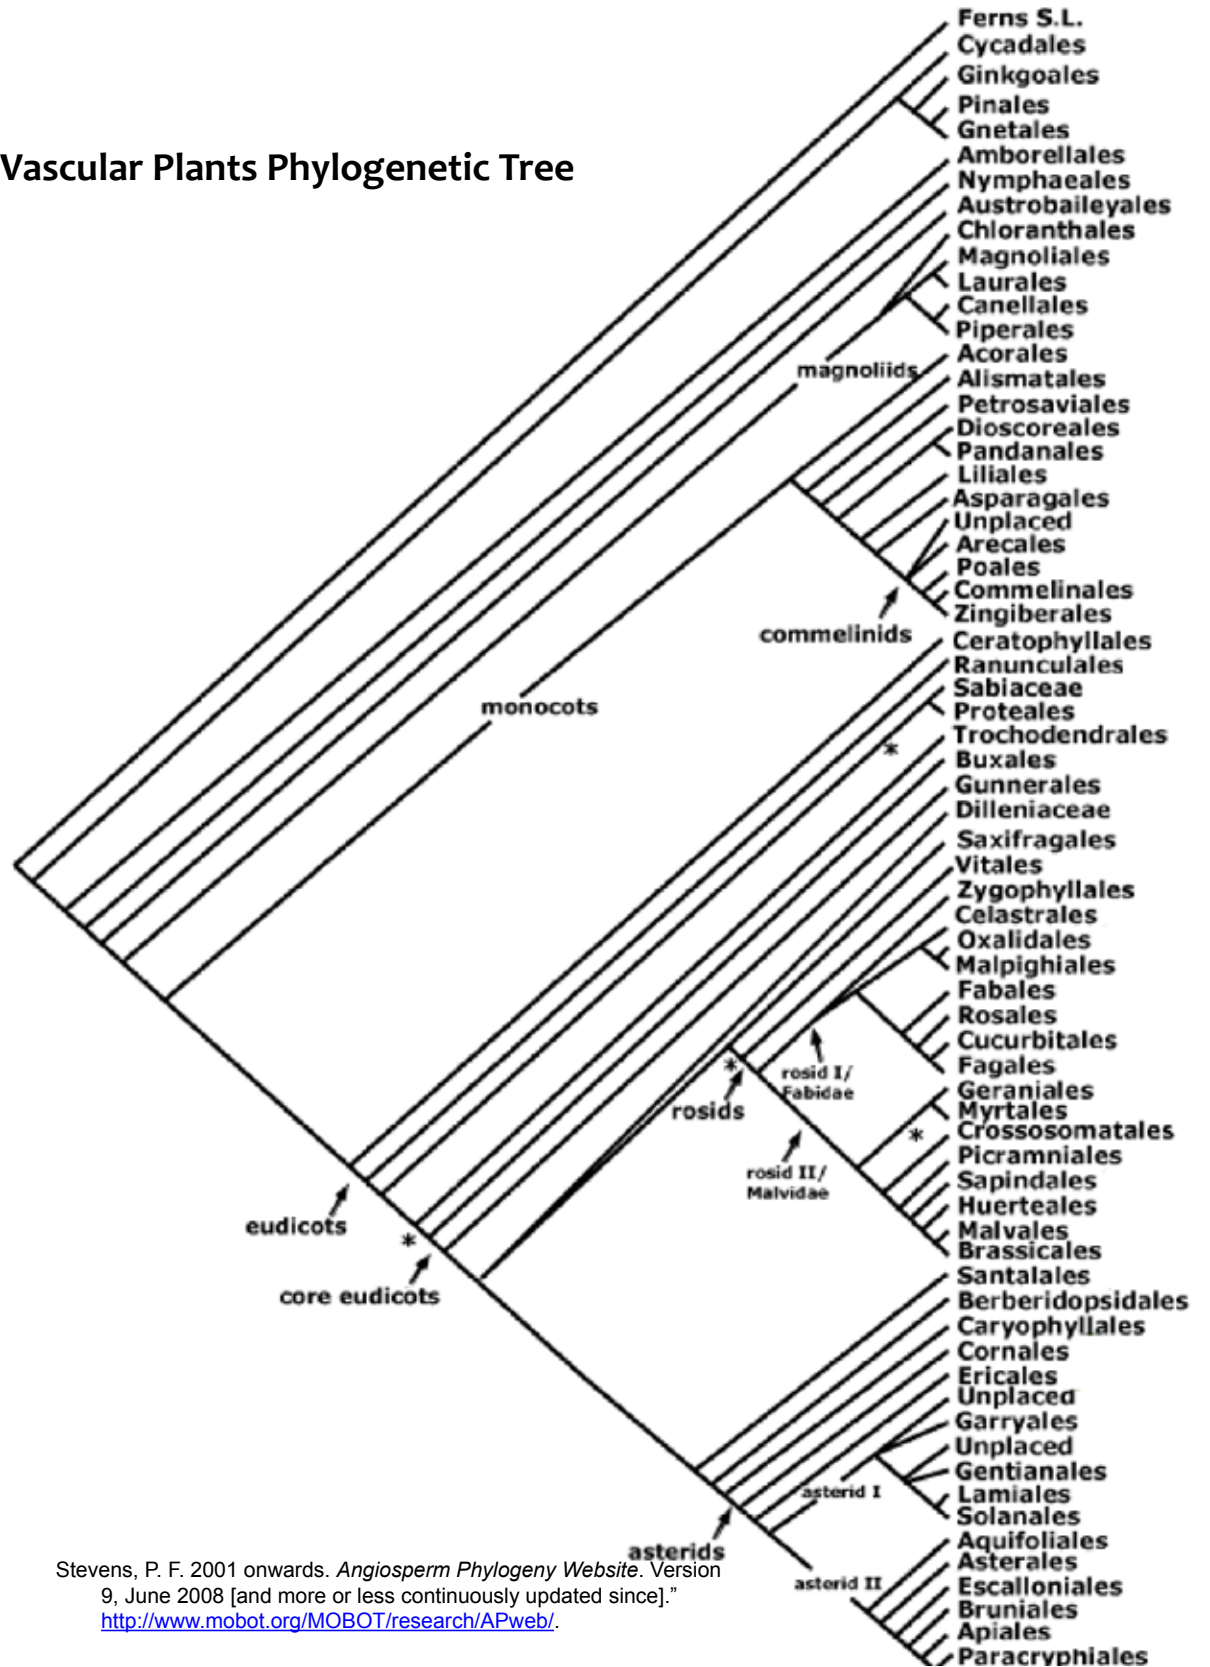 Vascular Plants Phylogenetic Tree
Ferns S.L.
Cycadales
Ginkgoales
Pinales
Gnetales
Amborellales
Nymphaeales
Austrobaileyales
Chloranthales
Magnoliales
Laurales
Canellales
Piperales
magnoliids
Acorales
Alismatales
Petrosaviales
Dioscoreales
Pandanales
Liliales
Asparagales
Unplaced
Arecales
Poales
Commelinales
Zingiberales
commelinids
monocots
Ceratophyllales
Ranunculales
Sabiaceae
Proteales
*
Trochodendrales
Buxales
Gunnerales
Dilleniaceae
Saxifragales
Vitales
Zygophyllales
Celastrales
Oxalidales
Malpighiales
Fabales
Rosales
Cucurbitales
Fagales
*
rosids
rosid I/
Fabidae
Geraniales
Myrtales
*
Crossosomatales
Picramniales
Sapindales
Huerteales
Malvales
Brassicales
rosid II/
Malvidae
eudicots
*
core eudicots
Santalales
Berberidopsidales
Caryophyllales
Cornales
Ericales
Unplaced
Garryales
Unplaced
Gentianales
Lamiales
Solanales
asterid I
asterids
asterid II
Aquifoliales
Asterales
Escalloniales
Bruniales
Apiales
Paracryphiales
Stevens, P. F. 2001 onwards. Angiosperm Phylogeny Website. Version
9, June 2008 [and more or less continuously updated since].”
http://www.mobot.org/MOBOT/research/APweb/.